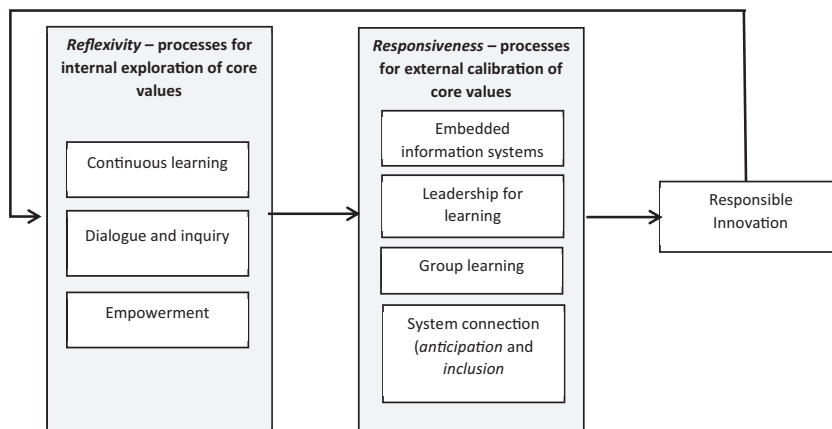 Reflexivity – processes for
internal exploration of core
values
Continuous learning
Dialogue and inquiry
Empowerment
Responsiveness – processes
for external calibration of
core values
Embedded
information systems
Leadership for
learning
Group learning
System connection
(anticipation and
inclusion
Responsible
Innovation